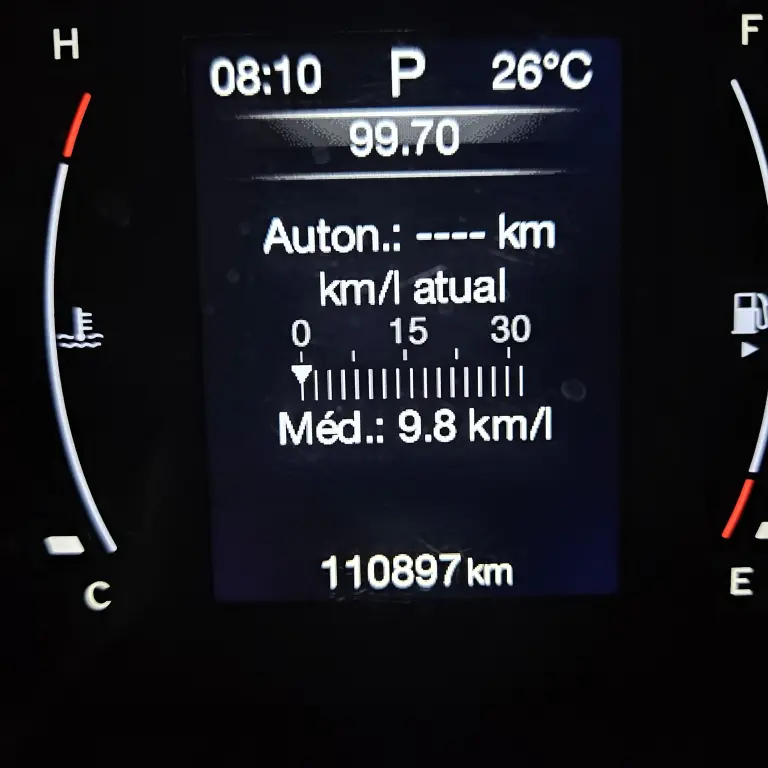 H
F
08:10 P 26°C
99.70
Auton.: ---- km
km/l atual
0 15 30
Méd.: 9.8 km/l
110897 km
C
E